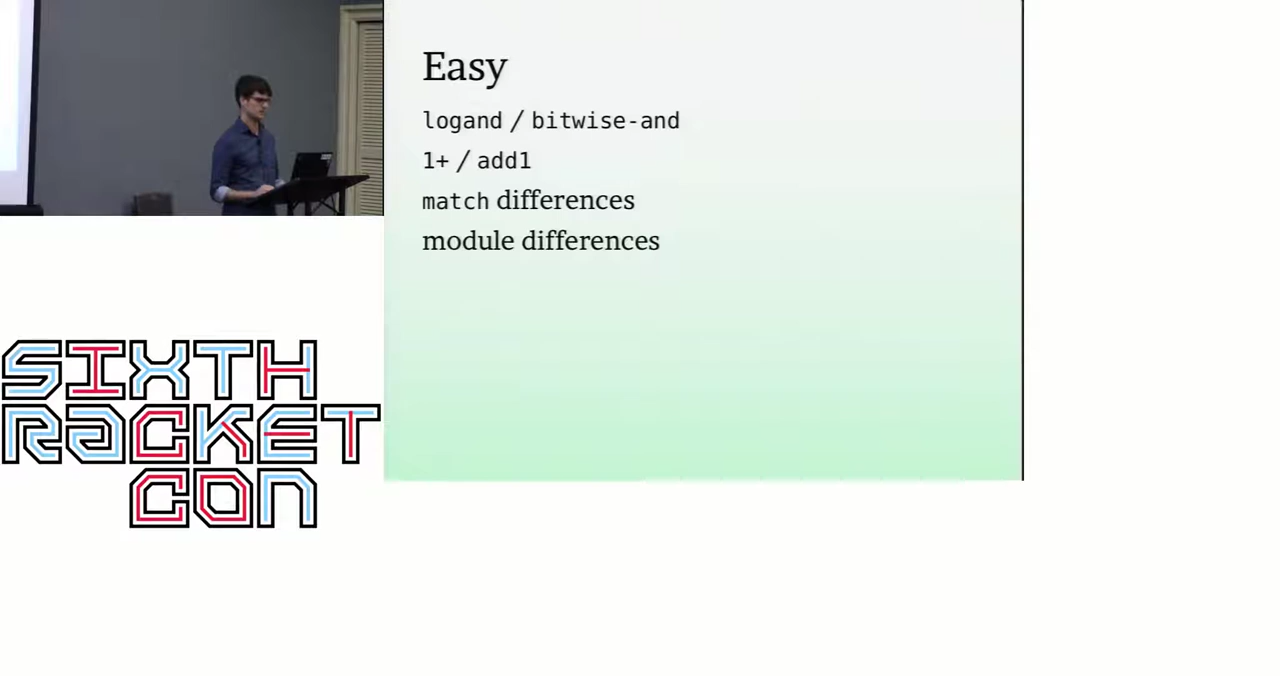 Easy
logand / bitwise-and
1+ / add1
match differences
module differences
SIXTH
RaCKET
CON